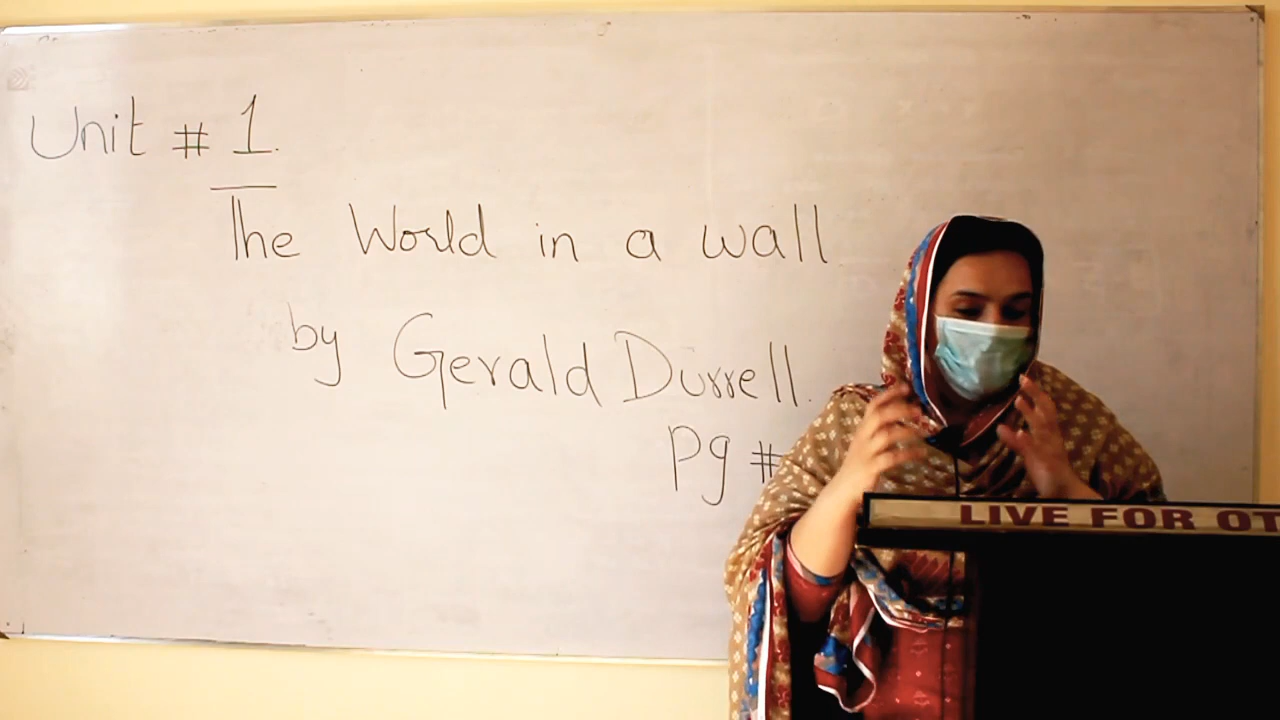 Unit # 1.
The World in a wall
by Gerald Durrell.
Pg #
LIVE FOR OT